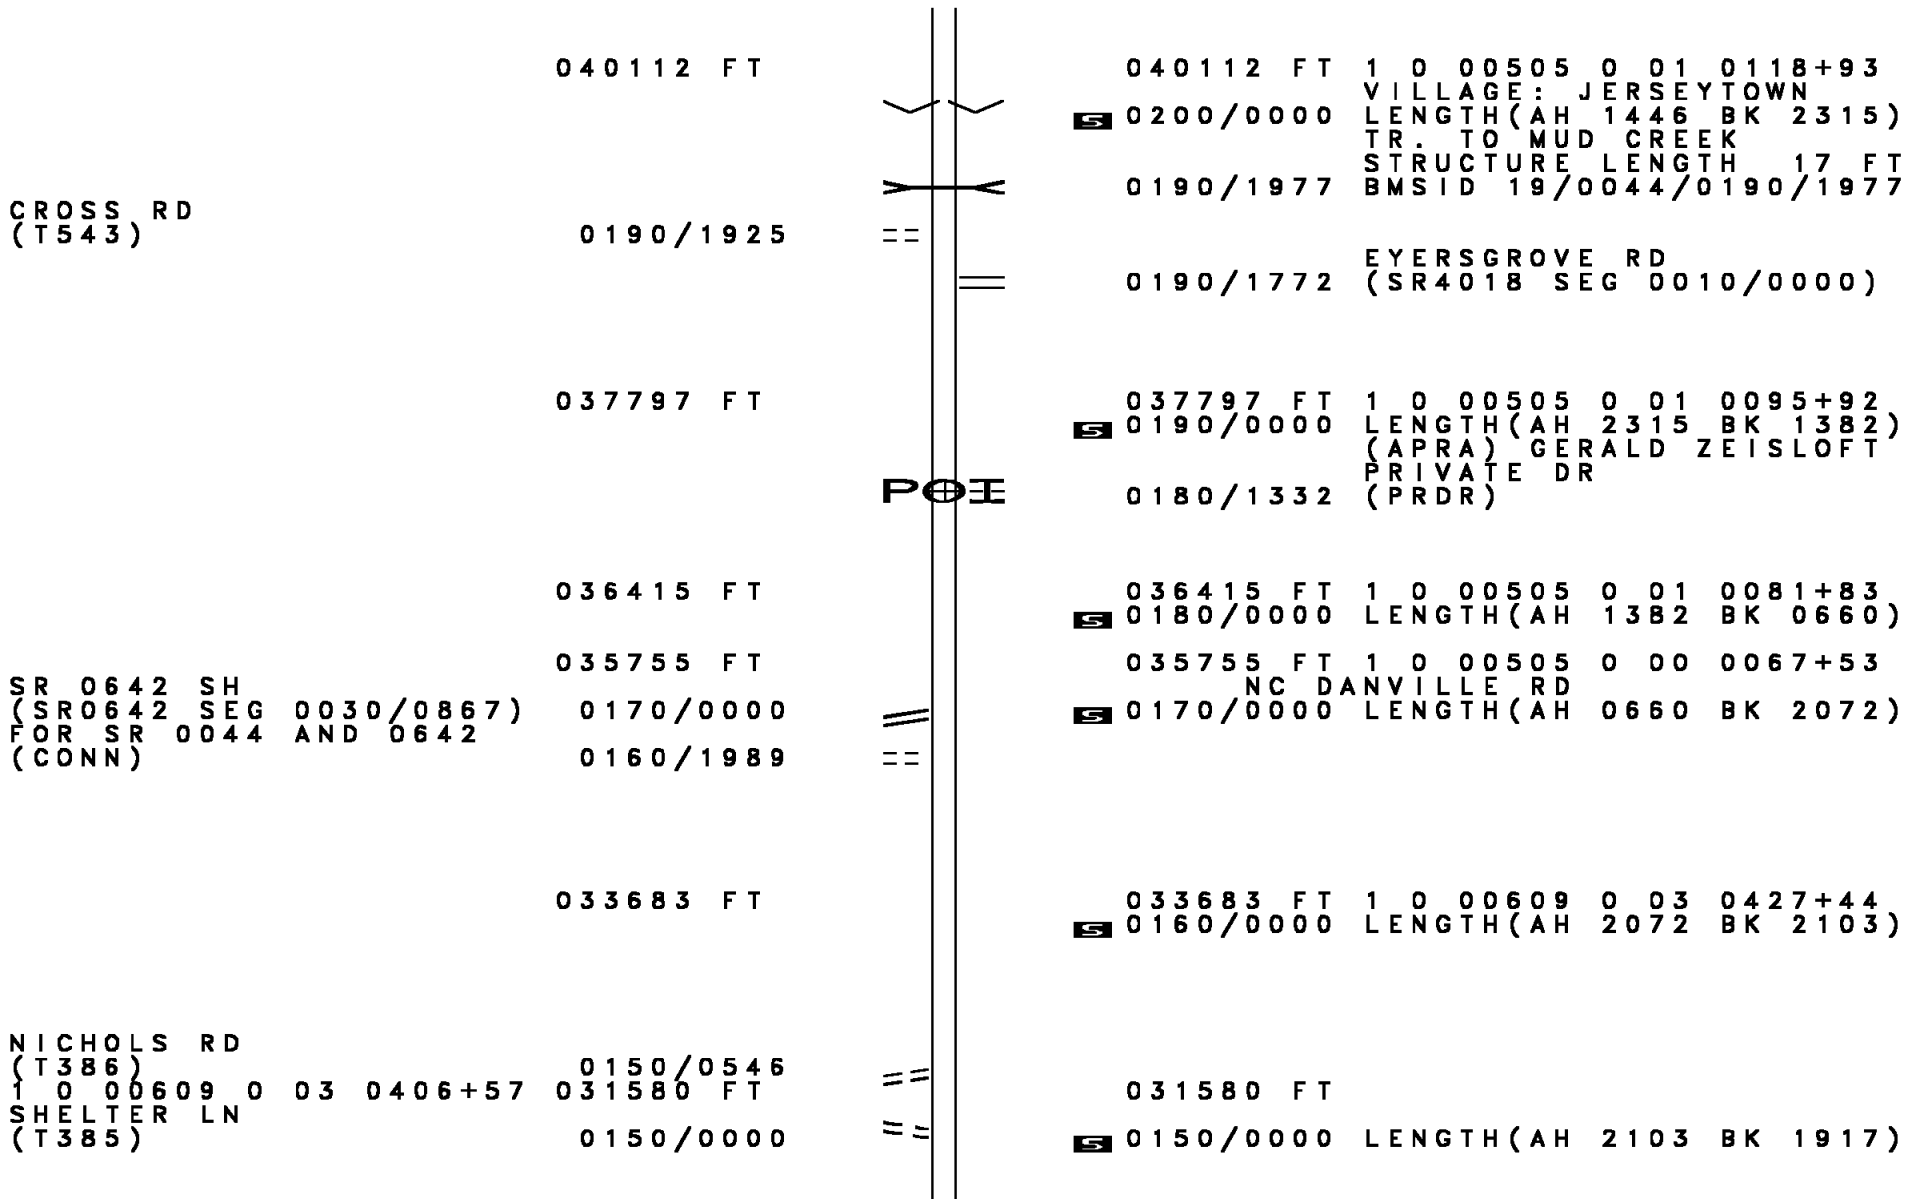 040112 FT 040112 FT 1 0 00505 0 01 0118+93
VILLAGE: JERSEYTOWN
S 0200/0000 LENGTH(AH 1446 BK 2315)
TR. TO MUD CREEK
STRUCTURE LENGTH 17 FT
0190/1977 BMSID 19/0044/0190/1977
CROSS RD
(T543) 0190/1925
EYERSGROVE RD
0190/1772 (SR4018 SEG 0010/0000)
037797 FT 037797 FT 1 0 00505 0 01 0095+92
S 0190/0000 LENGTH(AH 2315 BK 1382)
(APRA) GERALD ZEISLOFT
PRIVATE DR
POI 0180/1332 (PRDR)
036415 FT 036415 FT 1 0 00505 0 01 0081+83
S 0180/0000 LENGTH(AH 1382 BK 0660)
035755 FT 035755 FT 1 0 00505 0 00 0067+53
SR 0642 SH NC DANVILLE RD
(SR0642 SEG 0030/0867) 0170/0000 S 0170/0000 LENGTH(AH 0660 BK 2072)
FOR SR 0044 AND 0642
(CONN) 0160/1989
033683 FT 033683 FT 1 0 00609 0 03 0427+44
S 0160/0000 LENGTH(AH 2072 BK 2103)
NICHOLS RD
(T386) 0150/0546
1 0 00609 0 03 0406+57 031580 FT 031580 FT
SHELTER LN
(T385) 0150/0000 S 0150/0000 LENGTH(AH 2103 BK 1917)